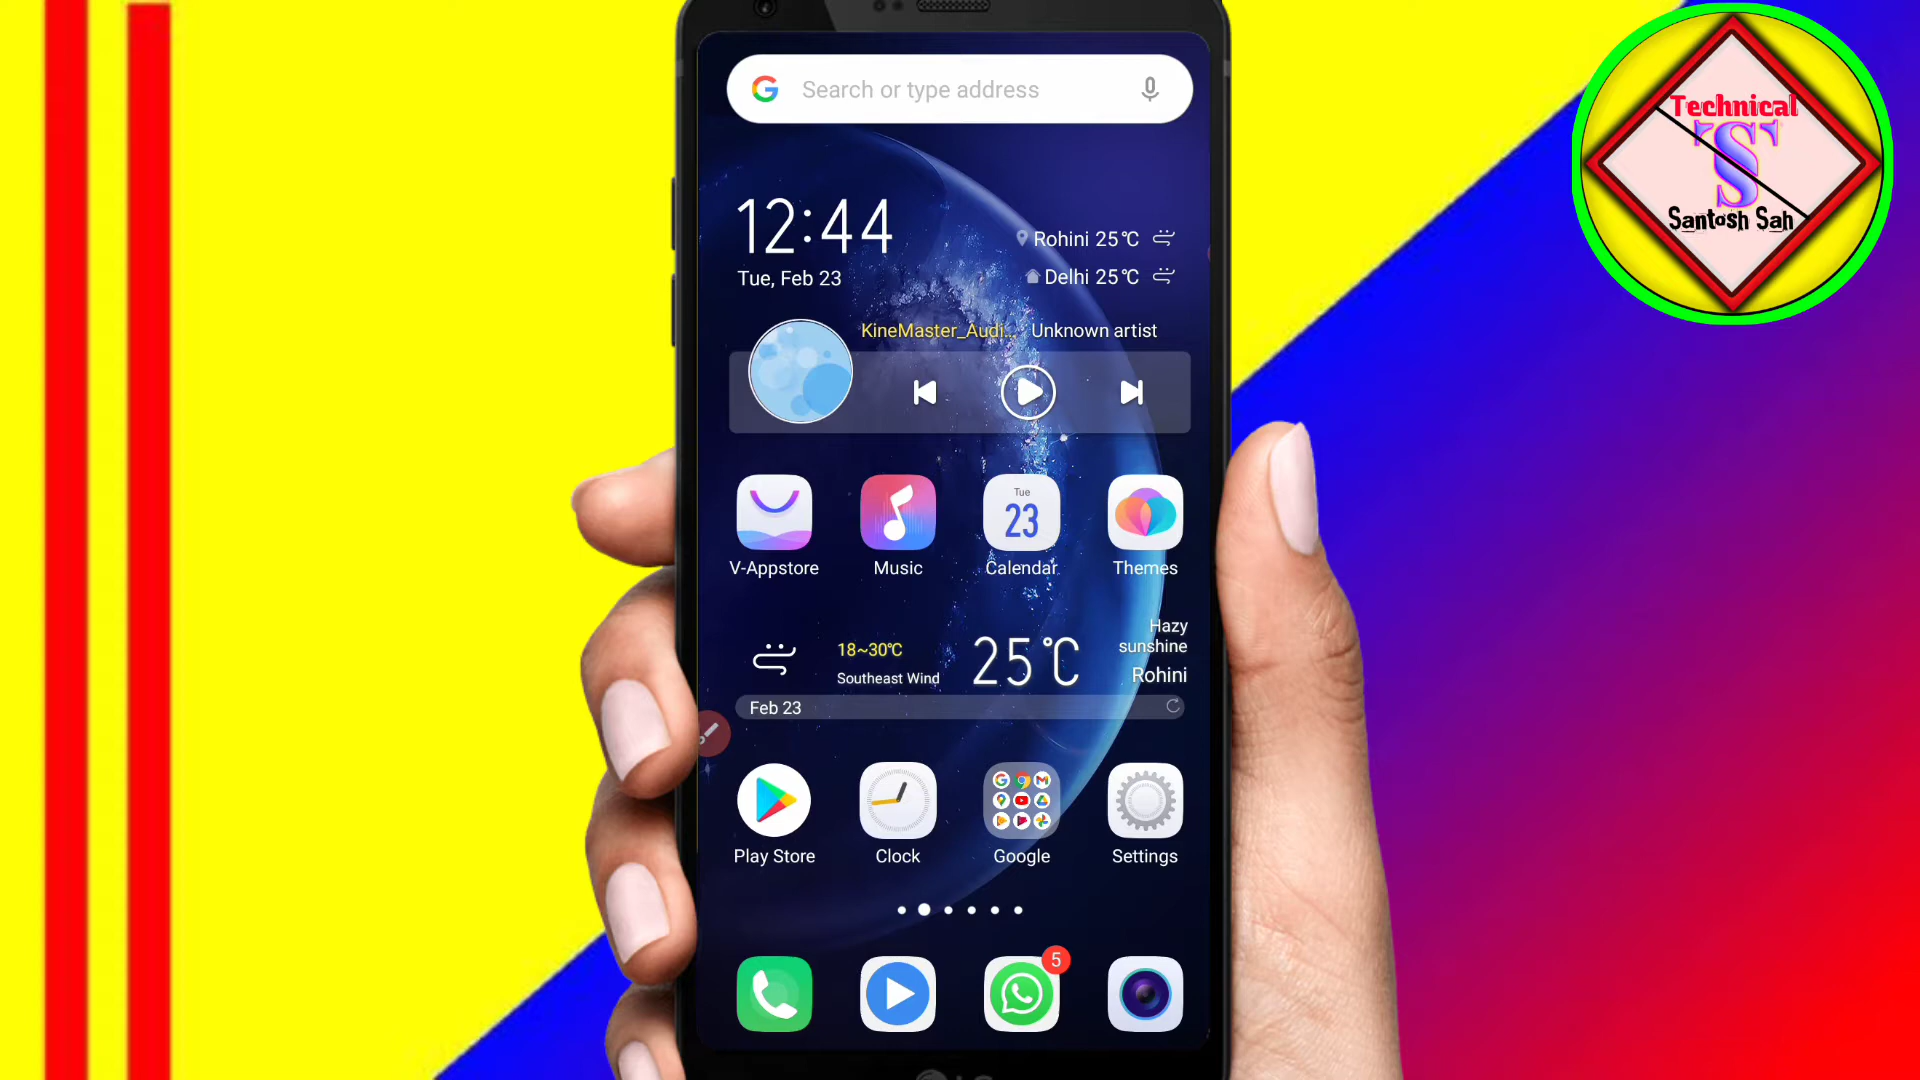 Search or type address
12:44
Rohini 25℃
Tue, Feb 23
Delhi 25℃
KineMaster_Audi... Unknown artist
Tue
23
V-Appstore
Music
Calendar
Themes
18~30℃
Southeast Wind
25℃
Hazy
sunshine
Rohini
Feb 23
Play Store
Clock
Google
Settings
5
Technical
TS
Santosh Sah